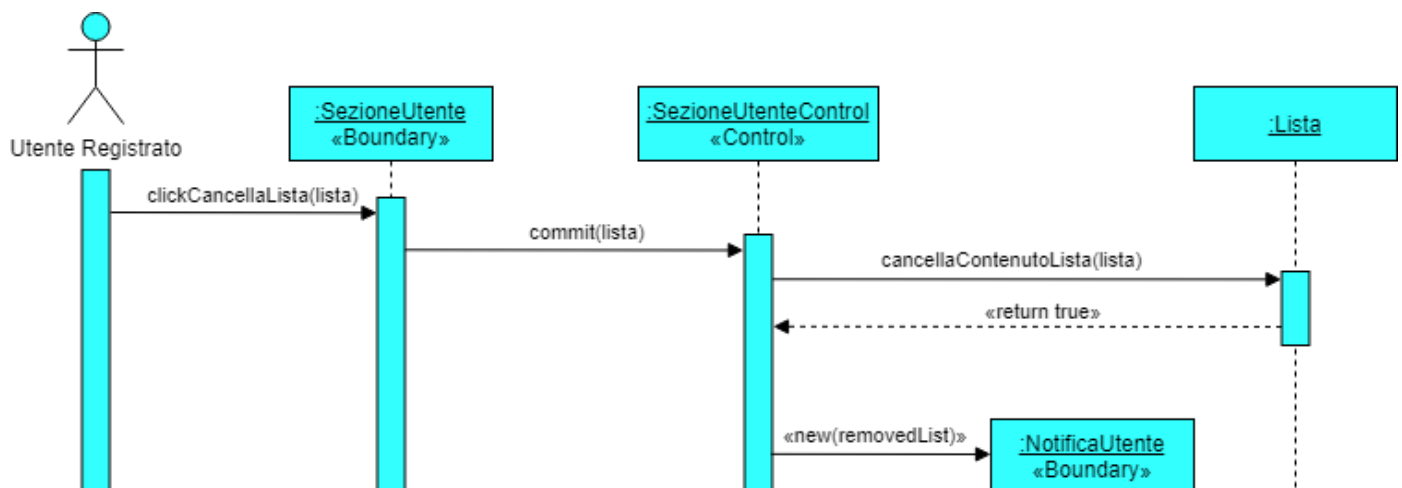 :SezioneUtente
«Boundary»
:SezioneUtenteControl
«Control»
:Lista
Utente Registrato
clickCancellaLista(lista)
commit(lista)
cancellaContenutoLista(lista)
«return true»
«new(removedList)»
:NotificaUtente
«Boundary»